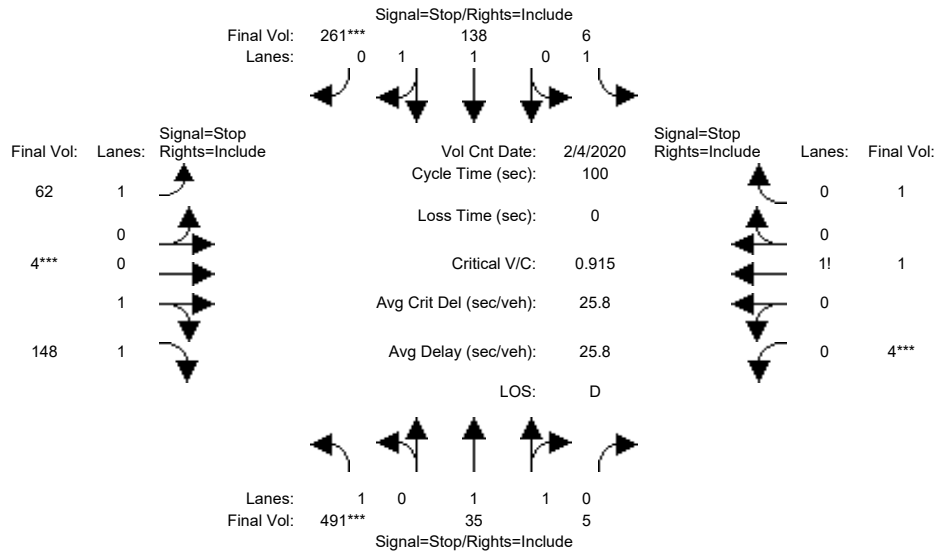 Signal=Stop/Rights=Include
Final Vol: 261*** 138 6
Lanes: 0 1 1 0 1
Signal=Stop
Final Vol: Lanes: Rights=Include
Vol Cnt Date: 2/4/2020
Signal=Stop
Rights=Include Lanes: Final Vol:
Cycle Time (sec): 100
62 1
0 1
Loss Time (sec): 0
0
0
4*** 0
Critical V/C: 0.915
1! 1
1
Avg Crit Del (sec/veh): 25.8
0
148 1
Avg Delay (sec/veh): 25.8
0 4***
LOS: D
Lanes: 1 0 1 1 0
Final Vol: 491*** 35 5
Signal=Stop/Rights=Include